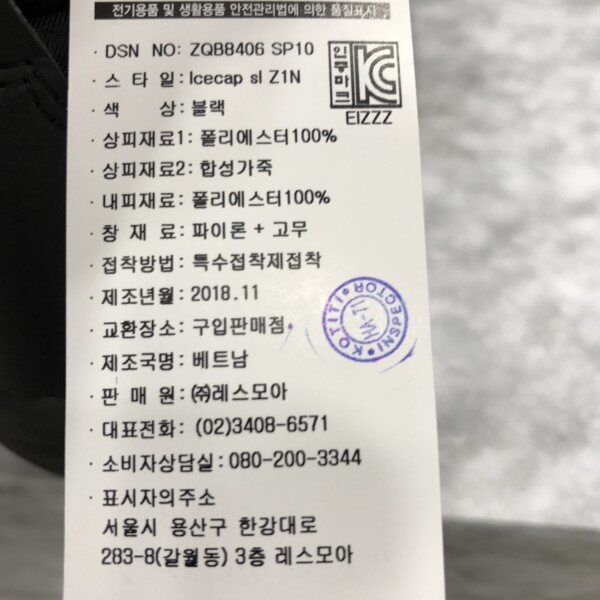 전기용품 및 생활용품 안전관리법에 의한 품질표시
· DSN NO: ZQB8406 SP10
· 스 타 일: Icecap sl Z1N
· 색 상: 블랙
· 상피재료1: 폴리에스터100%
· 상피재료2: 합성가죽
· 내피재료: 폴리에스터100%
· 창 재 료: 파이론 + 고무
· 접착방법: 특수접착제접착
· 제조년월: 2018.11
· 교환장소: 구입판매점
· 제조국명: 베트남
· 판 매 원: ㈜레스모아
· 대표전화: (02)3408-6571
· 소비자상담실: 080-200-3344
· 표시자의주소
서울시 용산구 한강대로
283-8(갈월동) 3층 레스모아
인증마크
KC
EIZZZ
KOTITI
INSPECTOR
HA-71